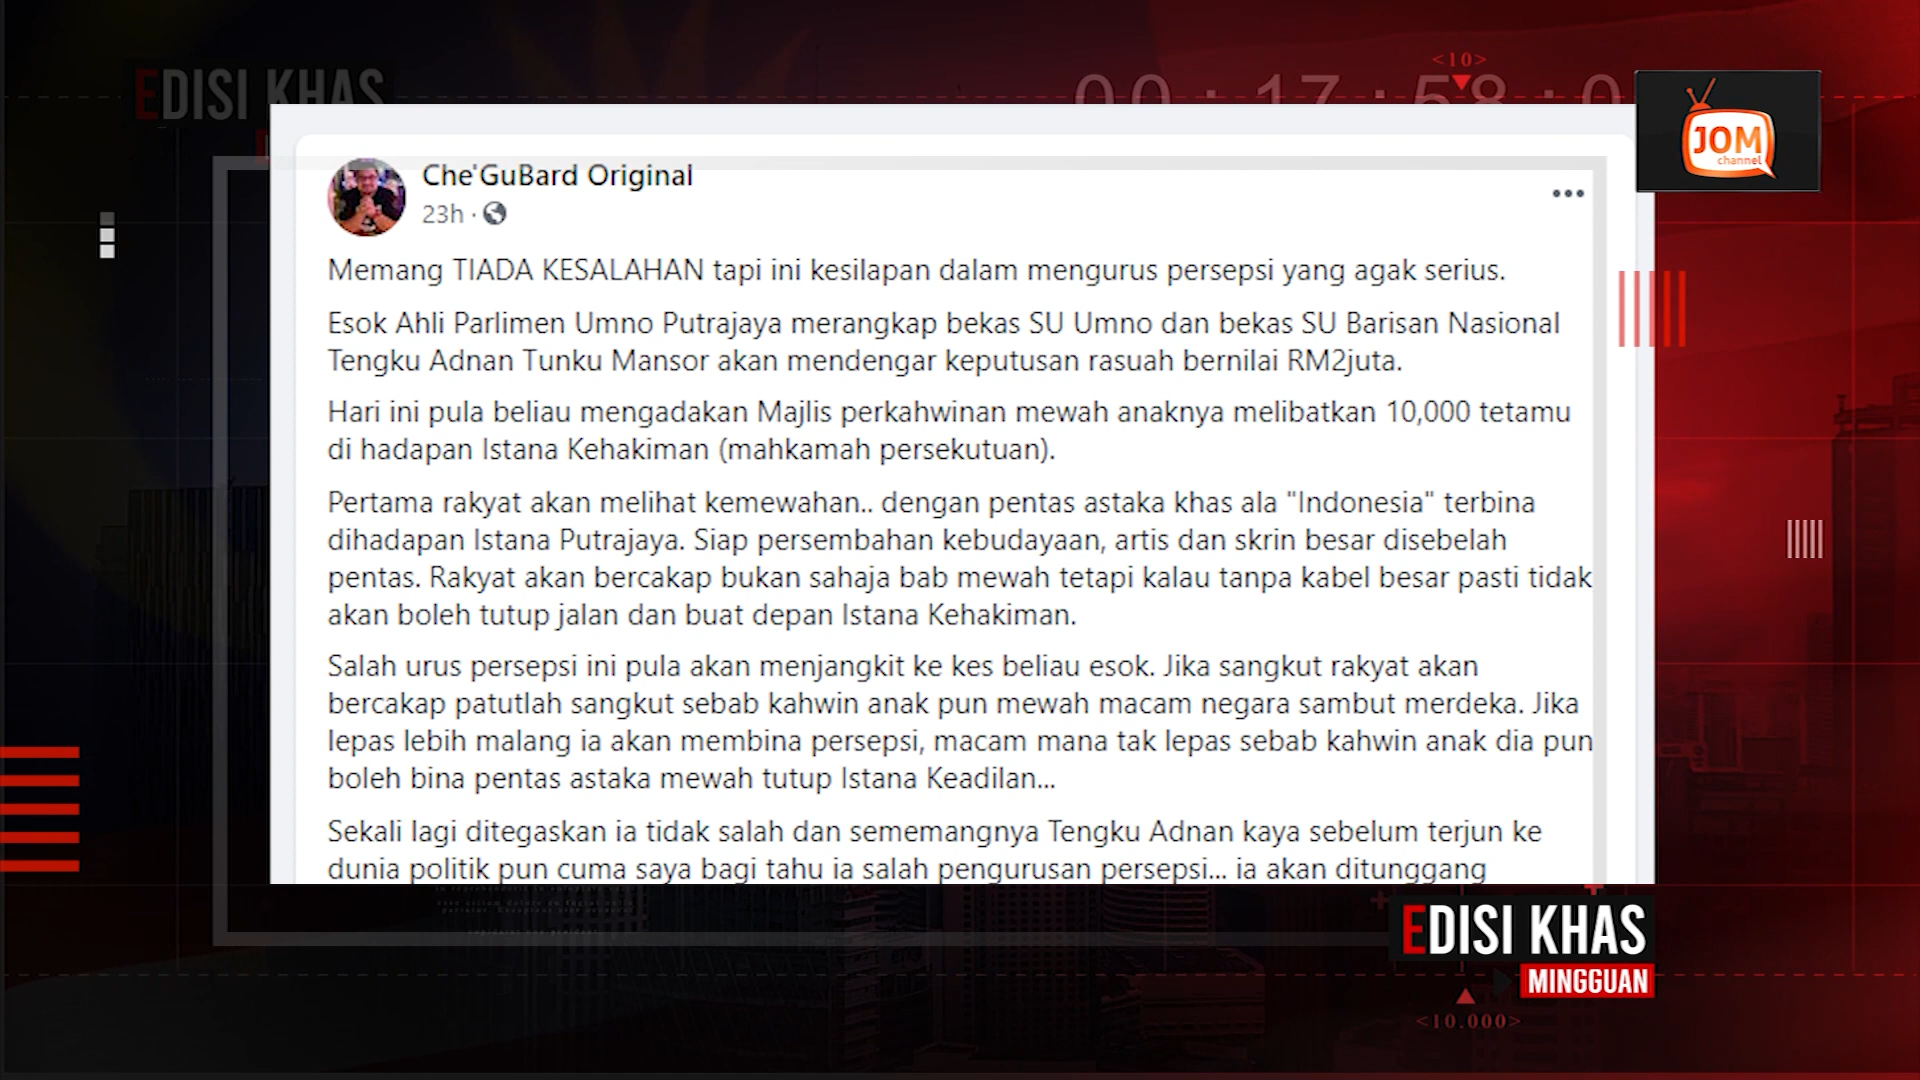 EDISI KHAS
<10>
00:17:58:0
JOM
channel
Che'GuBard Original
23h ·
Memang TIADA KESALAHAN tapi ini kesilapan dalam mengurus persepsi yang agak serius.
Esok Ahli Parlimen Umno Putrajaya merangkap bekas SU Umno dan bekas SU Barisan Nasional
Tengku Adnan Tunku Mansor akan mendengar keputusan rasuah bernilai RM2juta.
Hari ini pula beliau mengadakan Majlis perkahwinan mewah anaknya melibatkan 10,000 tetamu
di hadapan Istana Kehakiman (mahkamah persekutuan).
Pertama rakyat akan melihat kemewahan.. dengan pentas astaka khas ala "Indonesia" terbina
dihadapan Istana Putrajaya. Siap persembahan kebudayaan, artis dan skrin besar disebelah
pentas. Rakyat akan bercakap bukan sahaja bab mewah tetapi kalau tanpa kabel besar pasti tidak
akan boleh tutup jalan dan buat depan Istana Kehakiman.
Salah urus persepsi ini pula akan menjangkit ke kes beliau esok. Jika sangkut rakyat akan
bercakap patutlah sangkut sebab kahwin anak pun mewah macam negara sambut merdeka. Jika
lepas lebih malang ia akan membina persepsi, macam mana tak lepas sebab kahwin anak dia pun
boleh bina pentas astaka mewah tutup Istana Keadilan...
Sekali lagi ditegaskan ia tidak salah dan sememangnya Tengku Adnan kaya sebelum terjun ke
dunia politik pun cuma saya bagi tahu ia salah pengurusan persepsi... ia akan ditunggang
EDISI KHAS
MINGGUAN
<10.000>